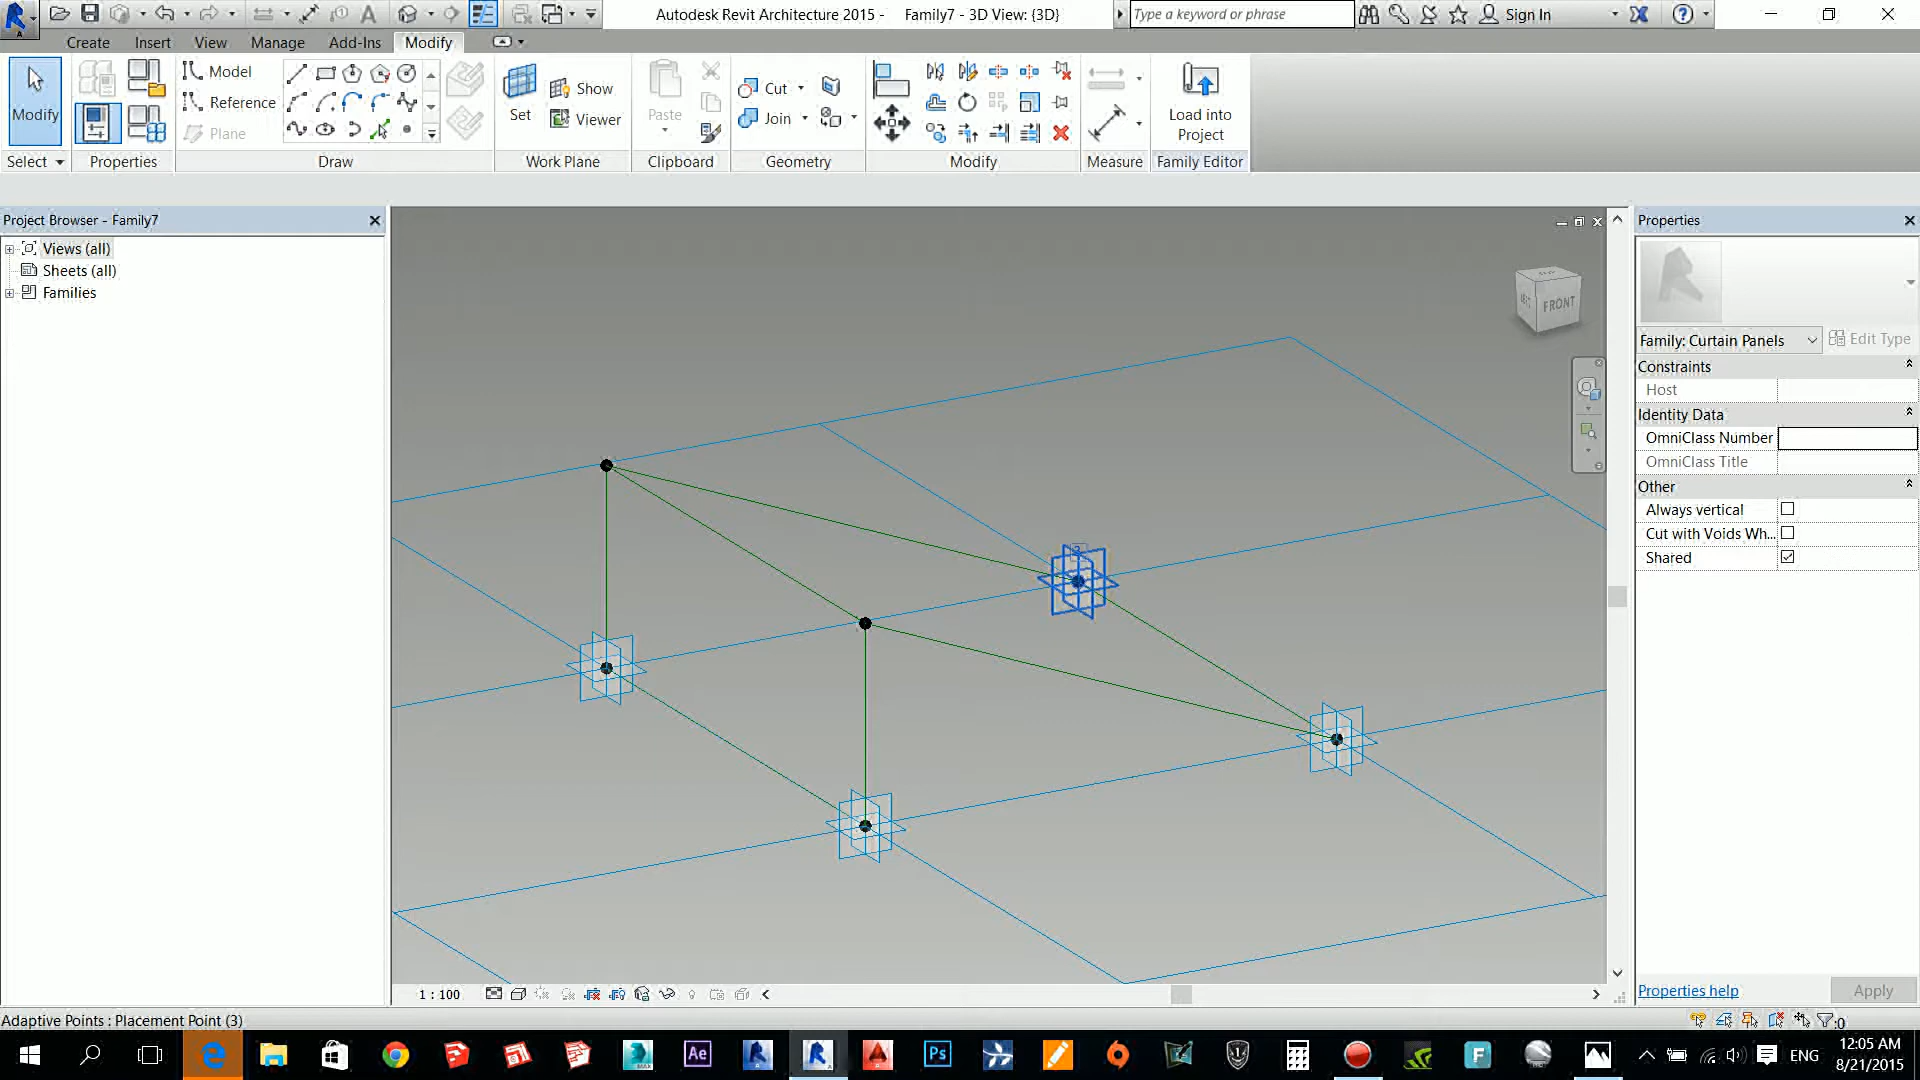 Autodesk Revit Architecture 2015 - Family7 - 3D View: {3D}
Type a keyword or phrase
Sign In
Create Insert View Manage Add-Ins Modify
Modify
Model
Reference
Plane
Set
Show
Viewer
Paste
Cut
Join
Load into
Project
Select Properties Draw Work Plane Clipboard Geometry Modify Measure Family Editor
Project Browser - Family7
Views (all)
Sheets (all)
Families
FRONT
Properties
Family: Curtain Panels
Edit Type
Constraints
Host
Identity Data
OmniClass Number
OmniClass Title
Other
Always vertical
Cut with Voids Wh...
Shared
Properties help
Apply
1 : 100
Adaptive Points : Placement Point (3)
:0
Ae
Ps
ENG
12:05 AM
8/21/2015